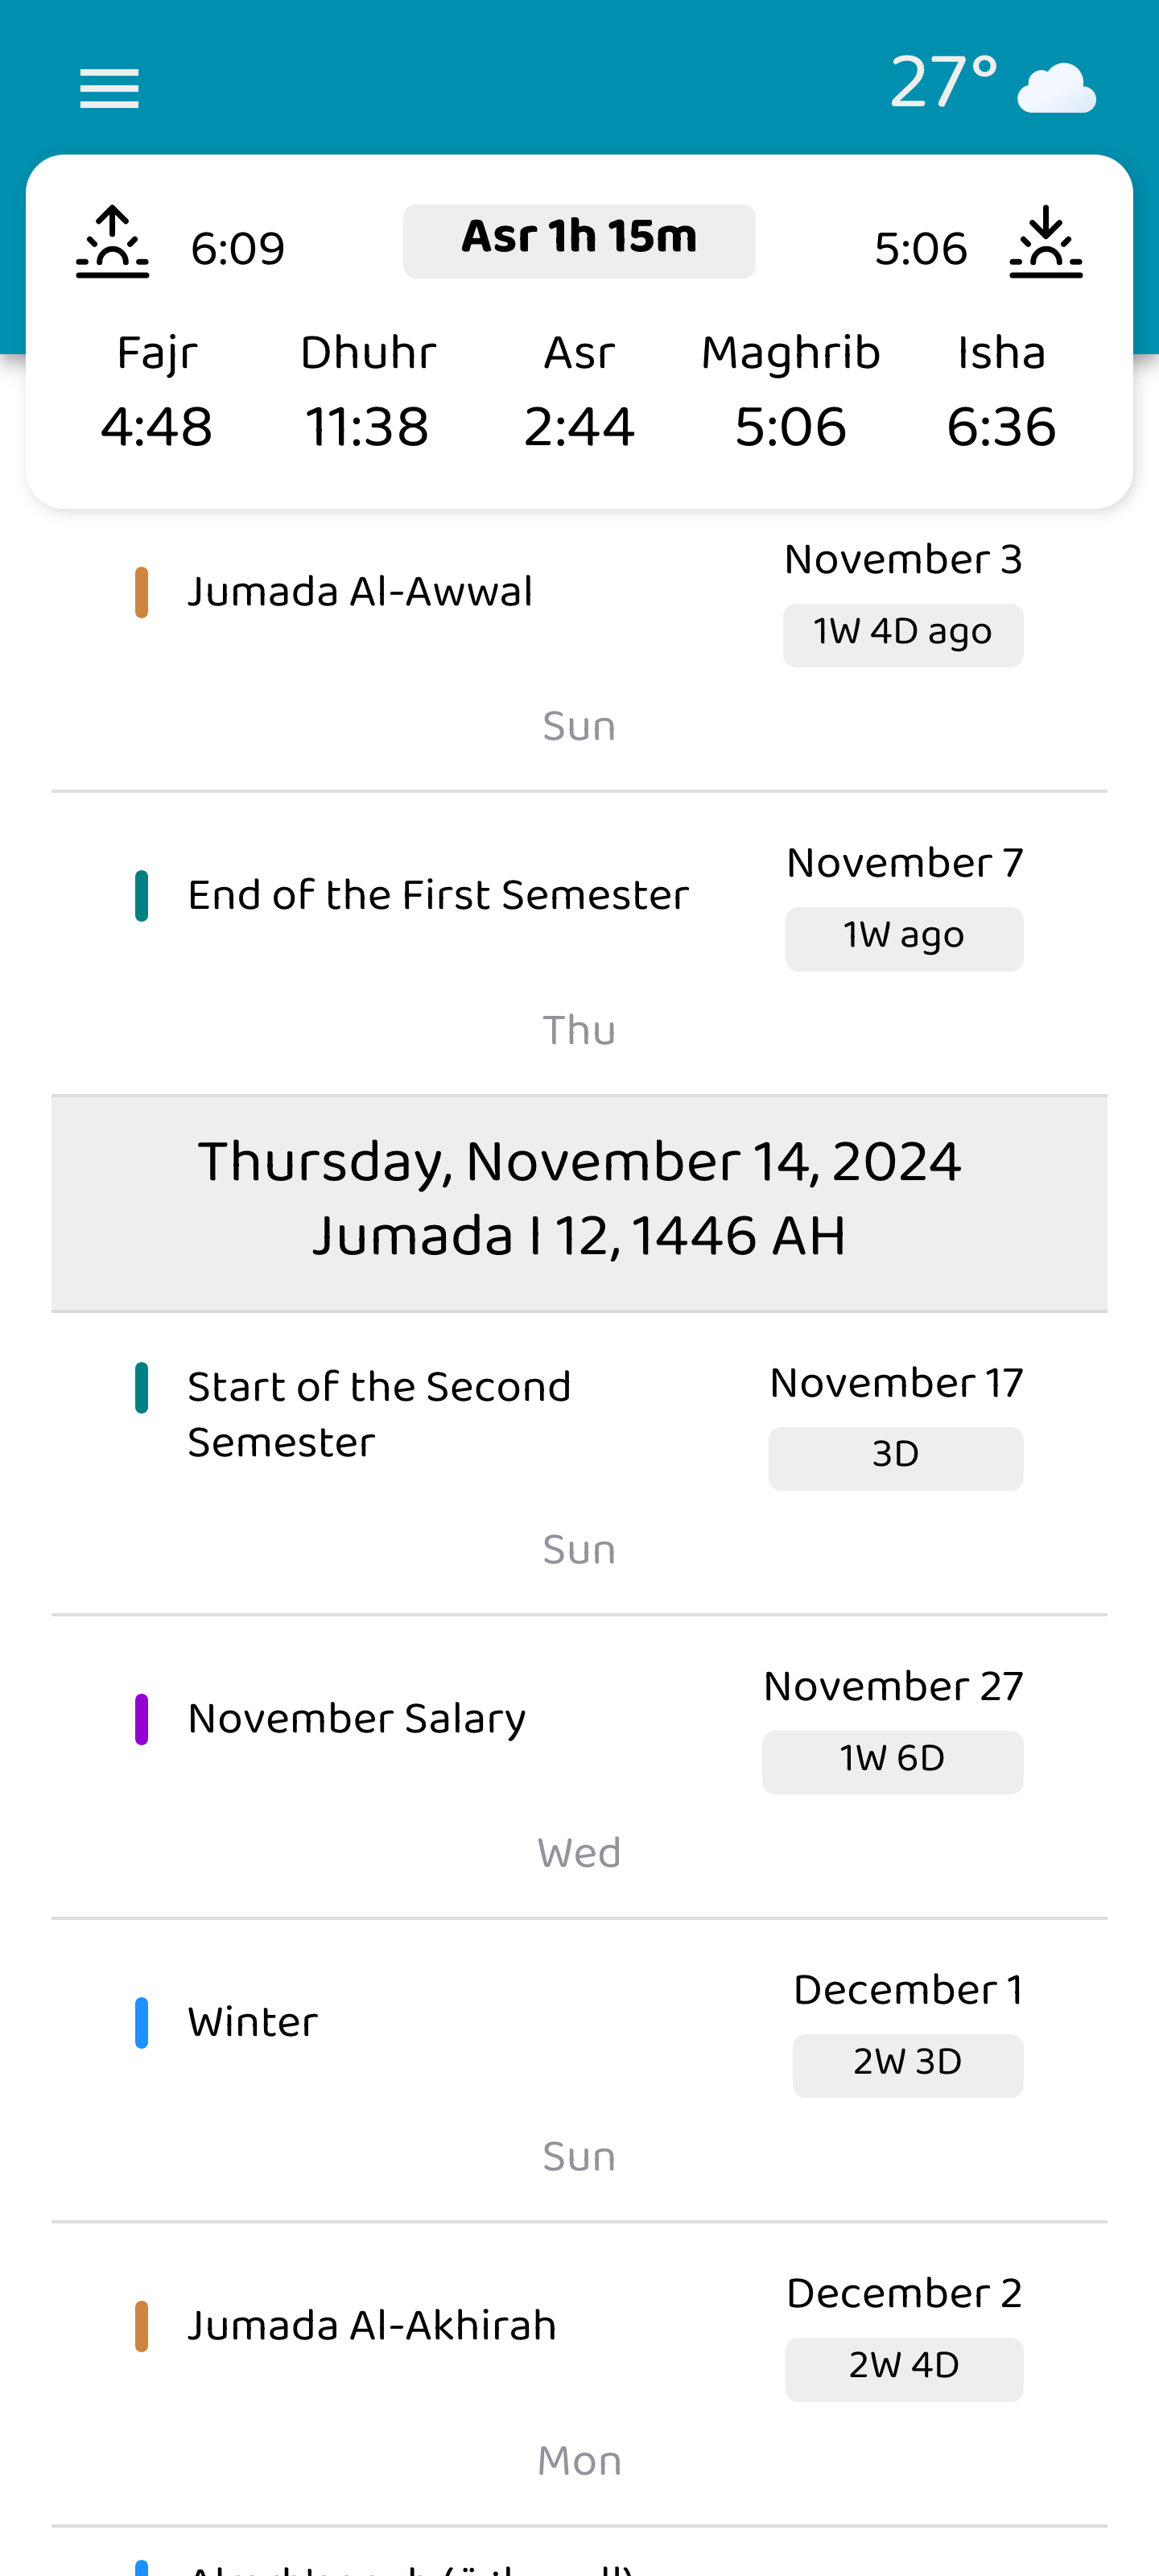 27°
6:09 Asr 1h 15m 5:06
Fajr Dhuhr Asr Maghrib Isha
4:48 11:38 2:44 5:06 6:36
Jumada Al-Awwal
November 3
1W 4D ago
Sun
End of the First Semester
November 7
1W ago
Thu
Thursday, November 14, 2024
Jumada I 12, 1446 AH
Start of the Second
Semester
November 17
3D
Sun
November Salary
November 27
1W 6D
Wed
Winter
December 1
2W 3D
Sun
Jumada Al-Akhirah
December 2
2W 4D
Mon